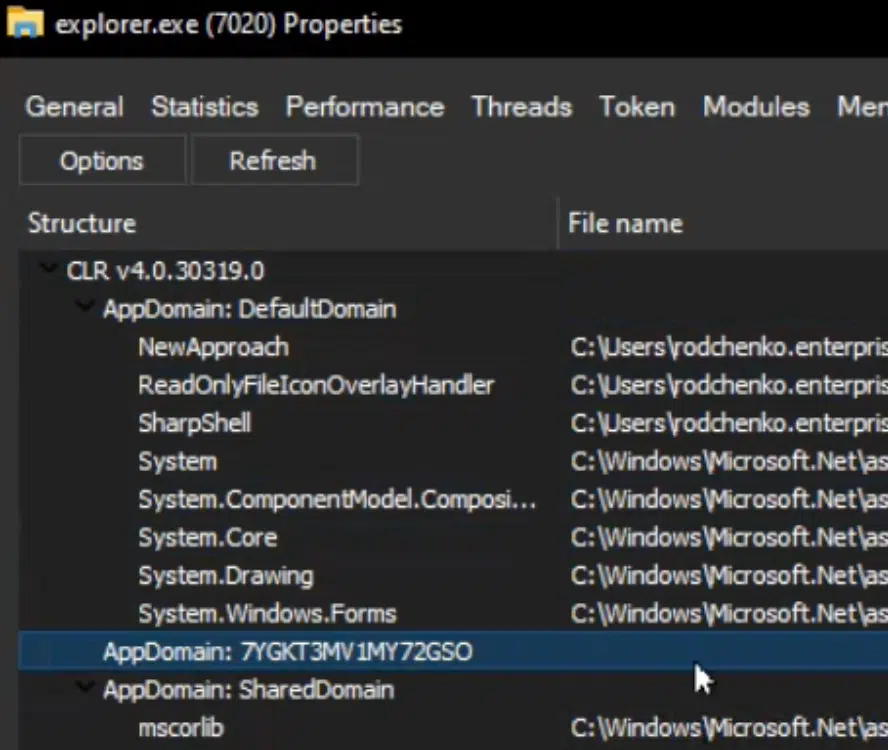 explorer.exe (7020) Properties
General Statistics Performance Threads Token Modules Mer
Options Refresh
Structure File name
CLR v4.0.30319.0
AppDomain: DefaultDomain
NewApproach C:\Users\rodchenko.enterpris
ReadOnlyFileIconOverlayHandler C:\Users\rodchenko.enterpris
SharpShell C:\Users\rodchenko.enterpris
System C:\Windows\Microsoft.Net\as
System.ComponentModel.Composi... C:\Windows\Microsoft.Net\as
System.Core C:\Windows\Microsoft.Net\as
System.Drawing C:\Windows\Microsoft.Net\as
System.Windows.Forms C:\Windows\Microsoft.Net\as
AppDomain: 7YGKT3MV1MY72GSO
AppDomain: SharedDomain
mscorlib C:\Windows\Microsoft.Net\as